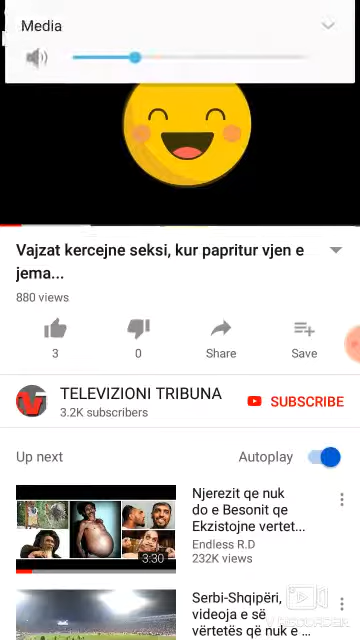 Media
Vajzat kercejne seksi, kur papritur vjen e
jema...
880 views
3
0
Share
Save
TELEVIZIONI TRIBUNA
3.2K subscribers
SUBSCRIBE
Up next
Autoplay
Njerezit qe nuk
do e Besonit qe
Ekzistojne vertet...
Endless R.D
232K views
3:30
Serbi-Shqipëri,
videoja e së
vërtetës që nuk e ...